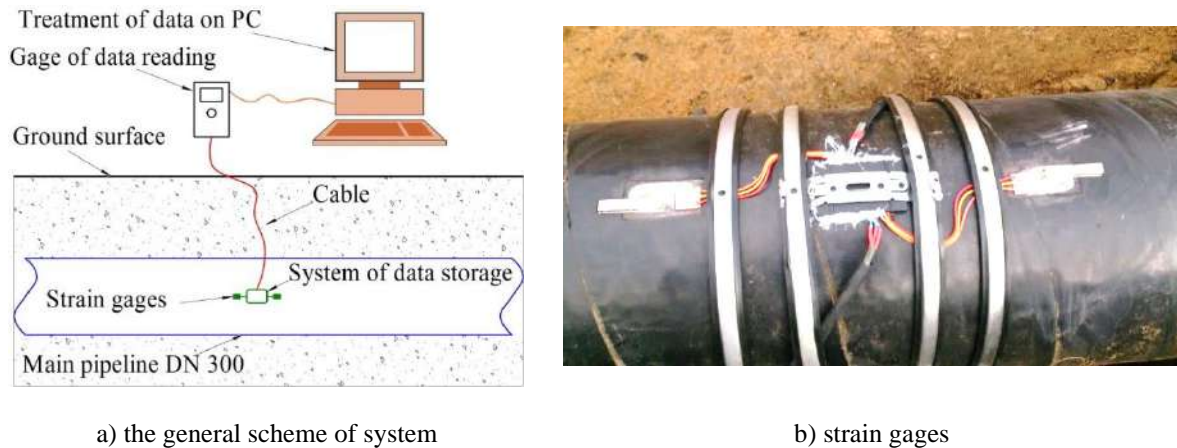 Treatment of data on PC
Gage of data reading
Ground surface
Cable
System of data storage
Strain gages
Main pipeline DN 300
a) the general scheme of system
b) strain gages